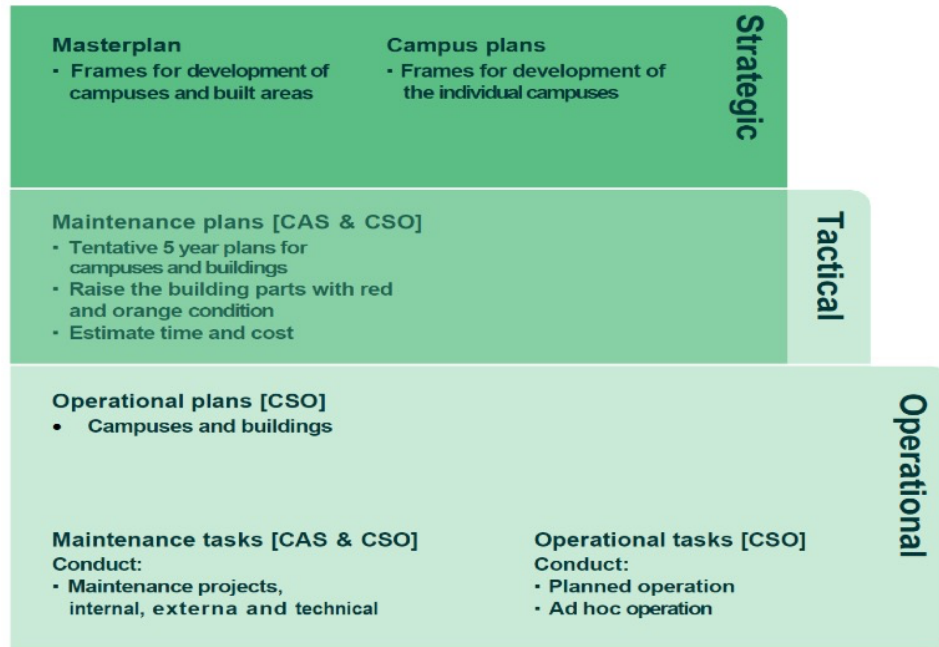 Masterplan
· Frames for development of
campuses and built areas
Campus plans
· Frames for development of
the individual campuses
Strategic
Maintenance plans [CAS & CSO]
· Tentative 5 year plans for
campuses and buildings
· Raise the building parts with red
and orange condition
· Estimate time and cost
Tactical
Operational plans [CSO]
• Campuses and buildings
Maintenance tasks [CAS & CSO]
Conduct:
· Maintenance projects,
internal, externa and technical
Operational tasks [CSO]
Conduct:
· Planned operation
· Ad hoc operation
Operational